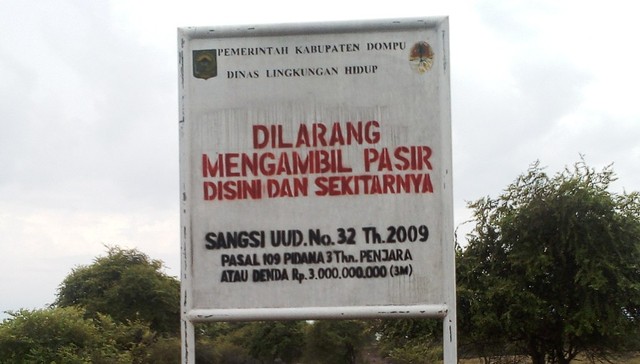 PEMERINTAH KABUPATEN DOMPU
DINAS LINGKUNGAN HIDUP
DILARANG
MENGAMBIL PASIR
DISINI DAN SEKITARNYA
SANGSI UUD.No.32 Th.2009
PASAL 109 PIDANA 3 Thn. PENJARA
ATAU DENDA Rp.3.000.000.000 (3M)